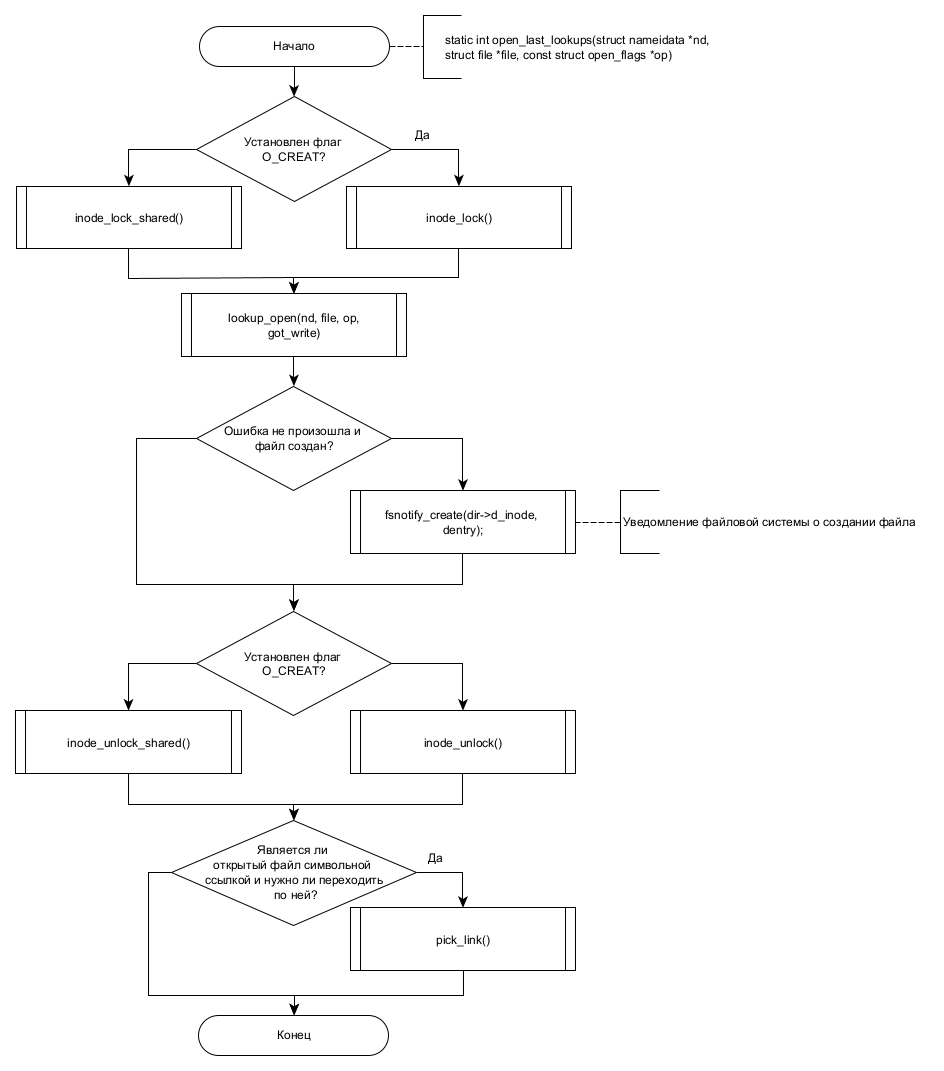 Начало
static int open_last_lookups(struct nameidata *nd,
struct file *file, const struct open_flags *op)
Установлен флаг
O_CREAT?
Да
inode_lock_shared()
inode_lock()
lookup_open(nd, file, op,
got_write)
Ошибка не произошла и
файл создан?
fsnotify_create(dir->d_inode,
dentry);
Уведомление файловой системы о создании файла
Установлен флаг
O_CREAT?
inode_unlock_shared()
inode_unlock()
Является ли
открытый файл символьной
ссылкой и нужно ли переходить
по ней?
Да
pick_link()
Конец